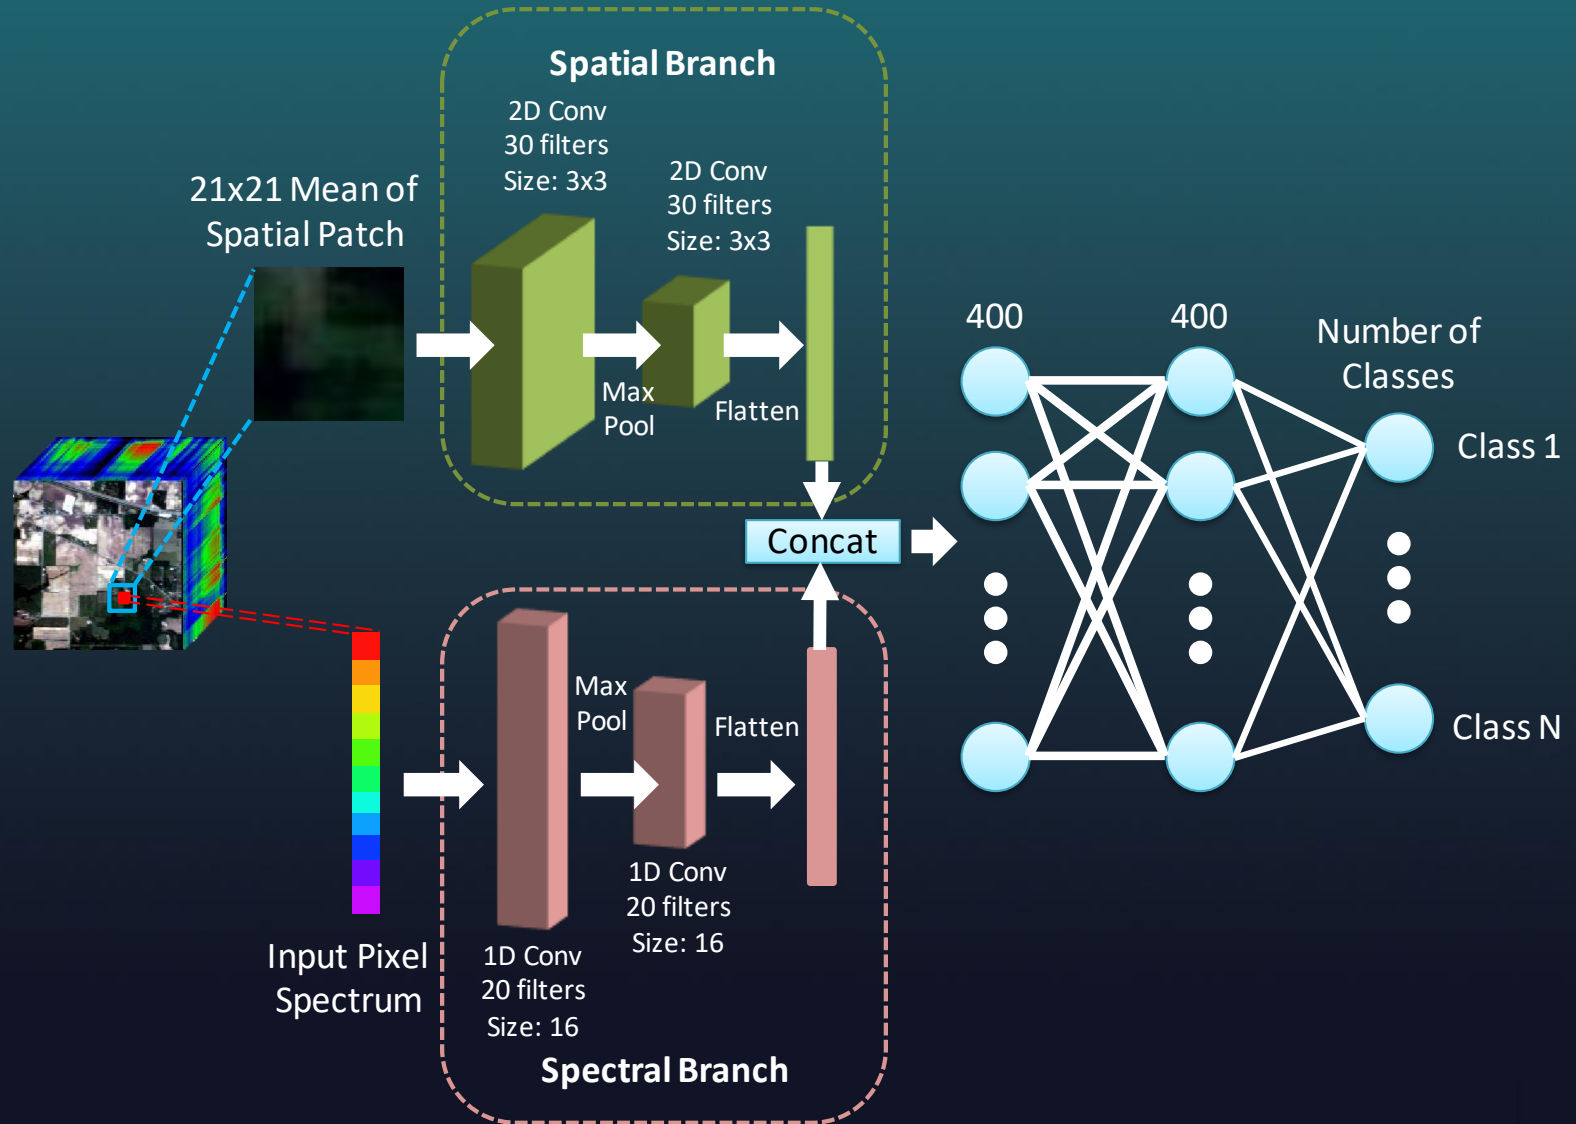 Spatial Branch
2D Conv
30 filters
Size: 3x3
2D Conv
30 filters
Size: 3x3
21x21 Mean of
Spatial Patch
Max
Pool
Flatten
Concat
400
400
Number of
Classes
Class 1
Class N
Max
Pool
Flatten
1D Conv
20 filters
Size: 16
1D Conv
20 filters
Size: 16
Input Pixel
Spectrum
Spectral Branch